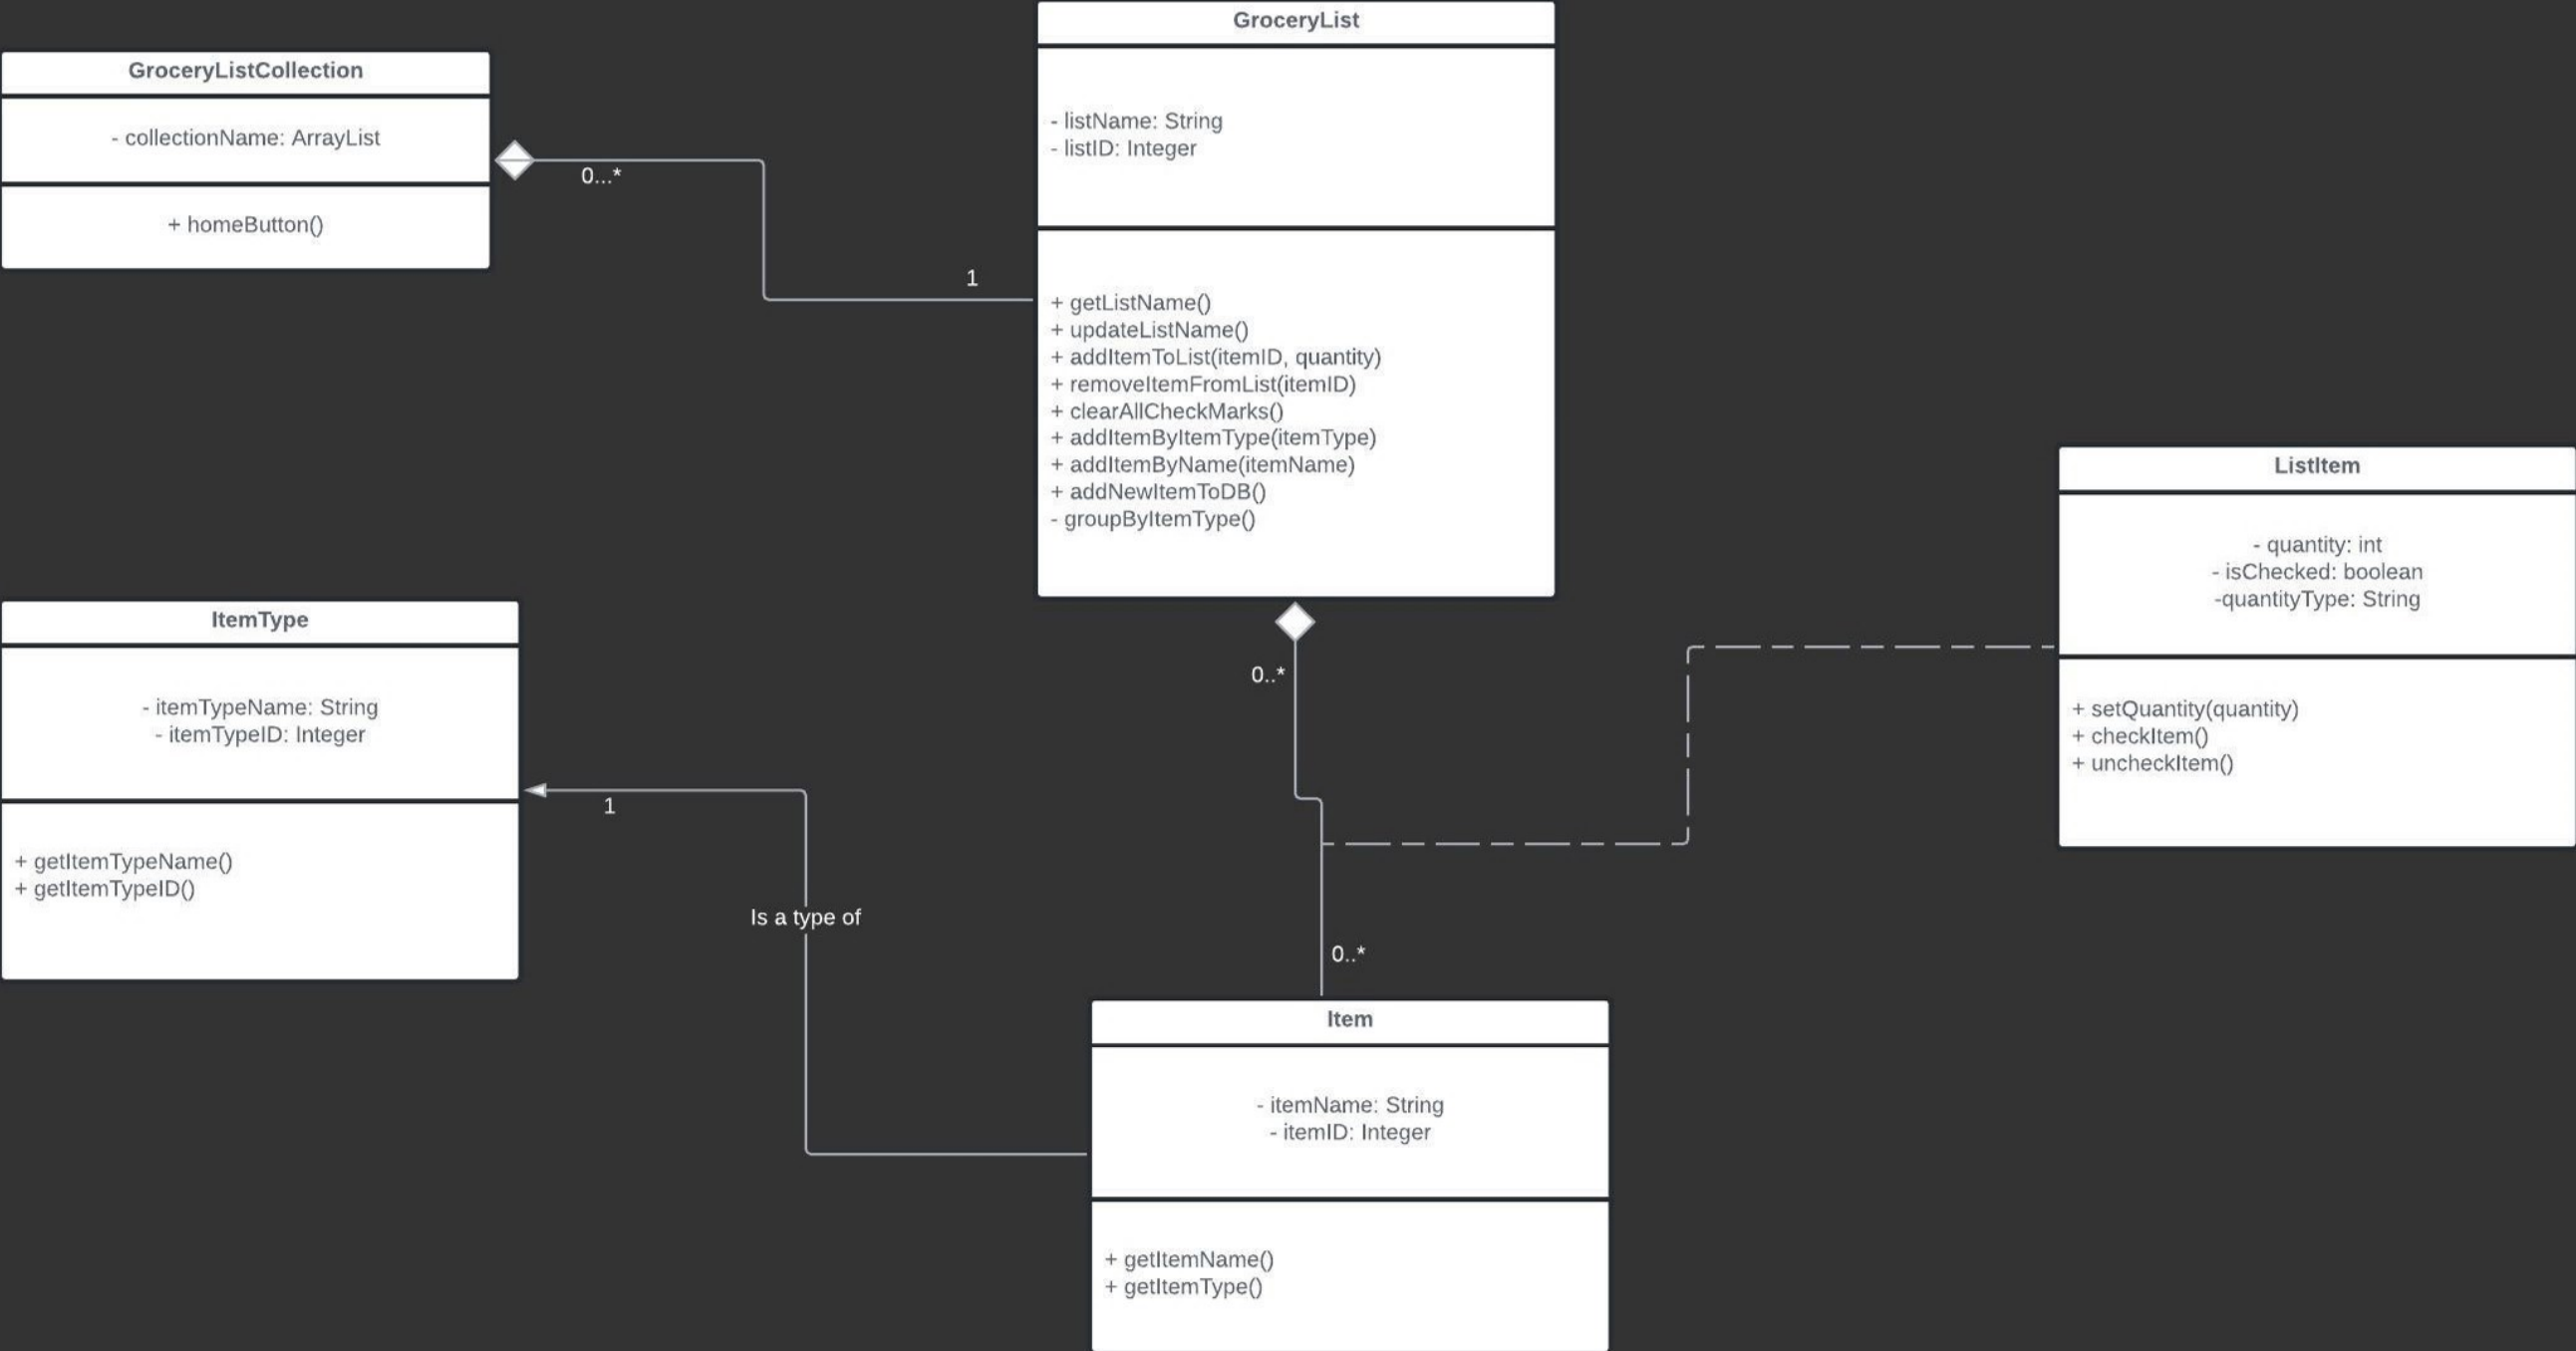 GroceryList
- listName: String
- listID: Integer
+ getListName()
+ updateListName()
+ addItemToList(itemID, quantity)
+ removeItemFromList(itemID)
+ clearAllCheckMarks()
+ addItemByItemType(itemType)
+ addItemByName(itemName)
+ addNewItemToDB()
- groupByItemType()
GroceryListCollection
- collectionName: ArrayList
+ homeButton()
0...*
1
ListItem
- quantity: int
- isChecked: boolean
-quantityType: String
+ setQuantity(quantity)
+ checkItem()
+ uncheckItem()
ItemType
- itemTypeName: String
- itemTypeID: Integer
+ getItemTypeName()
+ getItemTypeID()
0..*
1
Is a type of
0..*
Item
- itemName: String
- itemID: Integer
+ getItemName()
+ getItemType()